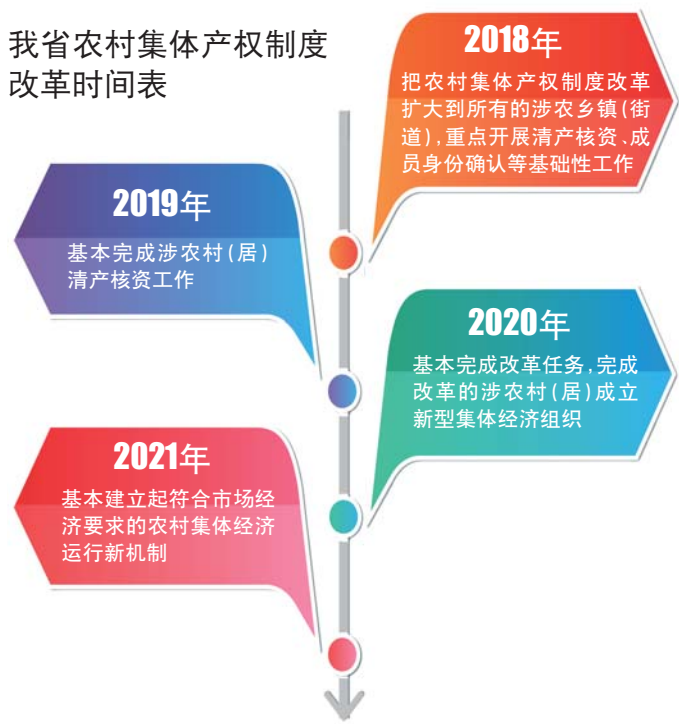 我省农村集体产权制度
改革时间表
2018年
把农村集体产权制度改革
扩大到所有的涉农乡镇(街
道),重点开展清产核资、成
员身份确认等基础性工作
2019年
基本完成涉农村(居)
清产核资工作
2020年
基本完成改革任务,完成
改革的涉农村(居)成立
新型集体经济组织
2021年
基本建立起符合市场经
济要求的农村集体经济
运行新机制